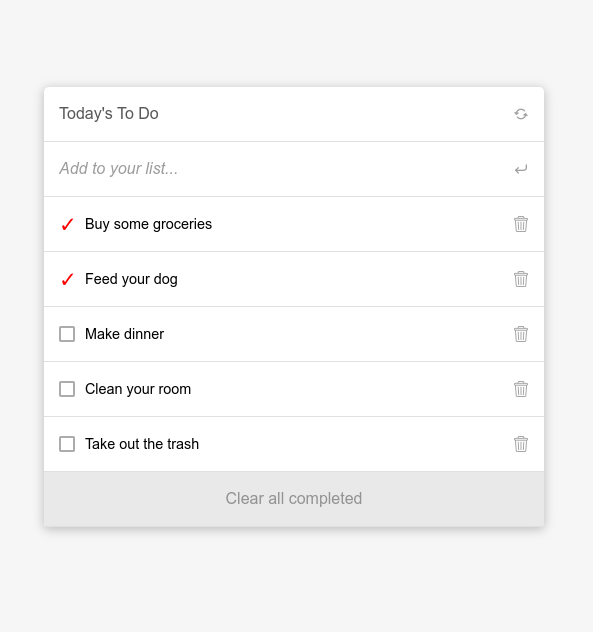 Today's To Do
Add to your list...
Buy some groceries
Feed your dog
Make dinner
Clean your room
Take out the trash
Clear all completed